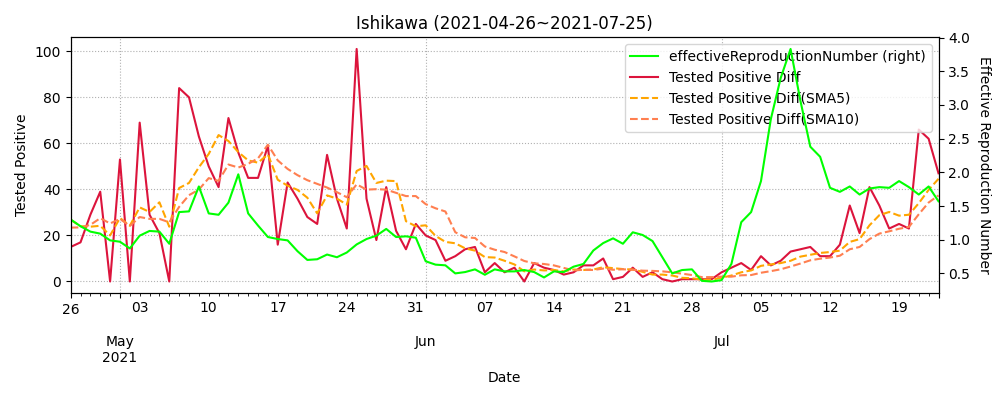 Ishikawa (2021-04-26~2021-07-25)
effectiveReproductionNumber (right)
Tested Positive Diff
Tested Positive Diff(SMA5)
Tested Positive Diff(SMA10)
Tested Positive
100
80
60
40
20
0
4.0
3.5
3.0
2.5
2.0
1.5
1.0
0.5
Effective Reproduction Number
26 03 10 17 24 31 07 14 21 28 05 12 19
May Jun Jul
2021
Date